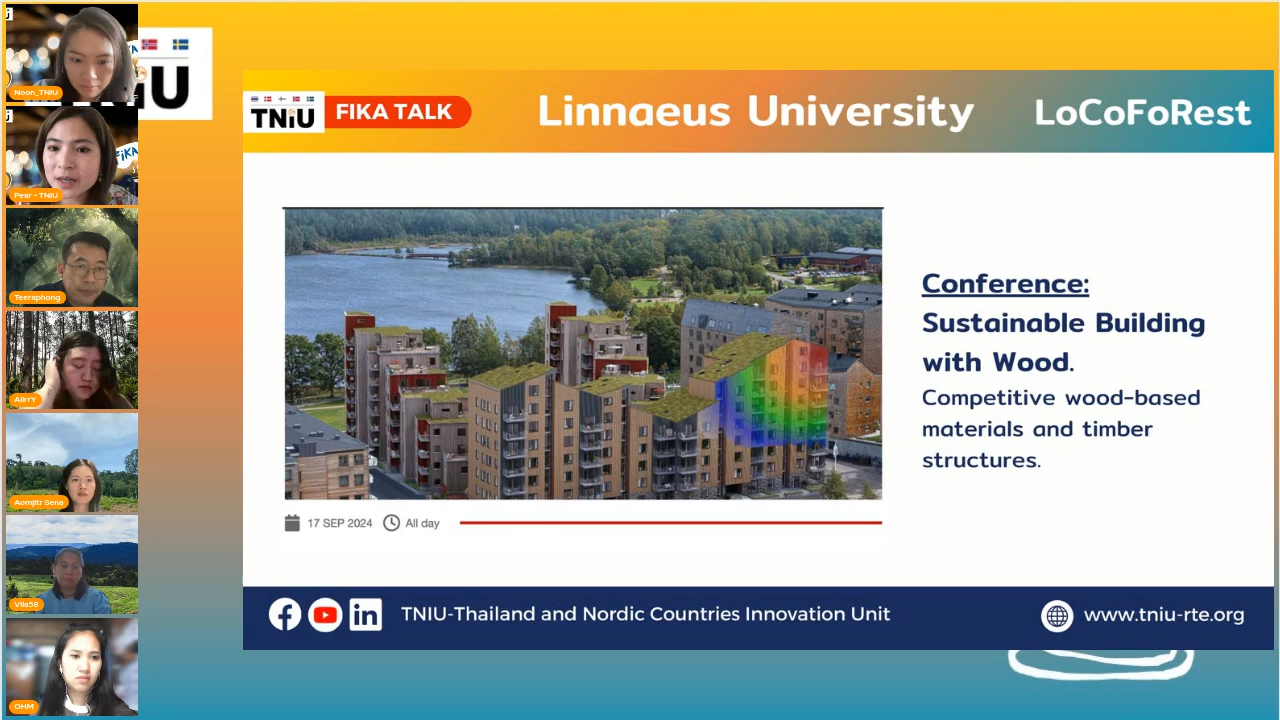 Noon_TNIU
Pear - TNIU
Teeraphong
AlirrY
Aomjitr Sena
Vila58
OHM
TNiU
FIKA TALK
Linnaeus University
LoCoFoRest
Conference:
Sustainable Building
with Wood.
Competitive wood-based
materials and timber
structures.
17 SEP 2024
All day
TNIU-Thailand and Nordic Countries Innovation Unit
www.tniu-rte.org